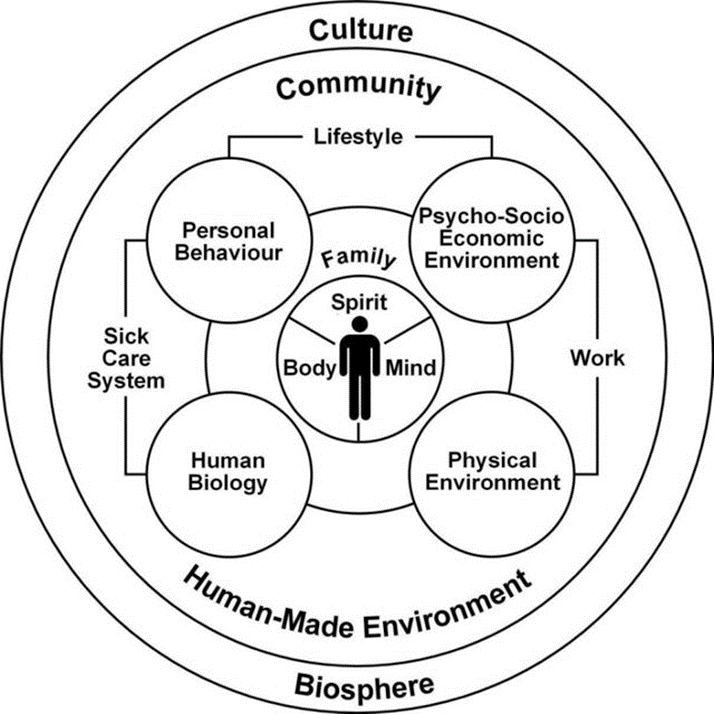 Culture
Community
Lifestyle
Personal
Behaviour
Psycho-Socio
Economic
Environment
Family
Spirit
Body
Mind
Sick
Care
System
Work
Human
Biology
Physical
Environment
Human-Made Environment
Biosphere